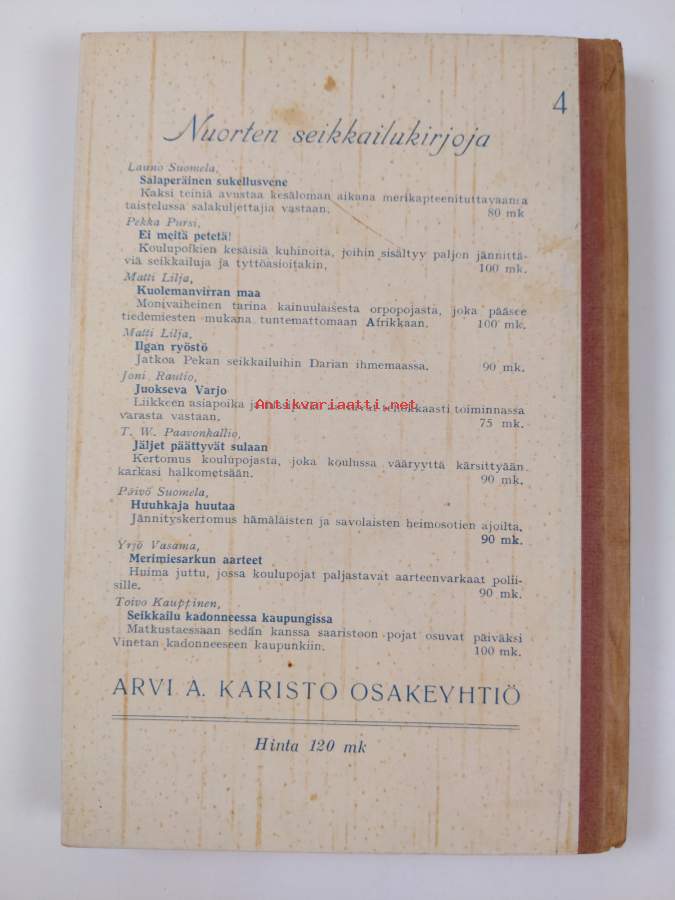 4
Nuorten seikkailukirjoja
Launo Suomela,
Salaperäinen sukellusvene
Kaksi teiniä avustaa kesäloman aikana merikapteenituttavaansa
taistelussa salakuljettajia vastaan. 80 mk
Pekka Pursi,
Ei meitä petetä!
Koulupoikien kesäisiä kuhinoita, joihin sisältyy paljon jännittä-
viä seikkailuja ja tyttöasioitakin, 100 mk.
Matti Lilja,
Kuolemanvirran maa
Monivaiheinen tarina kainuulaisesta orpopojasta, joka pääsee
tiedemiesten mukana tuntemattomaan Afrikkaan. 100 mk.
Matti Lilja,
Ilgan ryöstö
Jatkoa Pekan seikkailuihin Darian ihmemaassa. 90 mk.
Joni Rautio,
Juokseva Varjo
Antikvariaatti.net
Liikkeen asiapoika ja toiminnassa
varasta vastaan. 75 mk.
T. W. Paavonkallio,
Jäljet päättyvät sulaan
Kertomus koulupojasta, joka koulussa vääryyttä kärsittyään
karkasi halkometsään. 90 mk.
Päivö Suomela,
Huuhkaja huutaa
Jännityskertomus hämäläisten ja savolaisten heimosotien ajoilta.
90 mk.
Yrjö Vasama,
Merimiesarkun aarteet
Huima juttu, jossa koulupojat paljastavat aarteenvarkaat polii-
sille. 90 mk.
Toivo Kauppinen,
Seikkailu kadonneessa kaupungissa
Matkustaessaan sedän kanssa saaristoon pojat osuvat päiväksi
Vinetan kadonneeseen kaupunkiin. 100 mk.
ARVI A. KARISTO OSAKEYHTIÖ
Hinta 120 mk